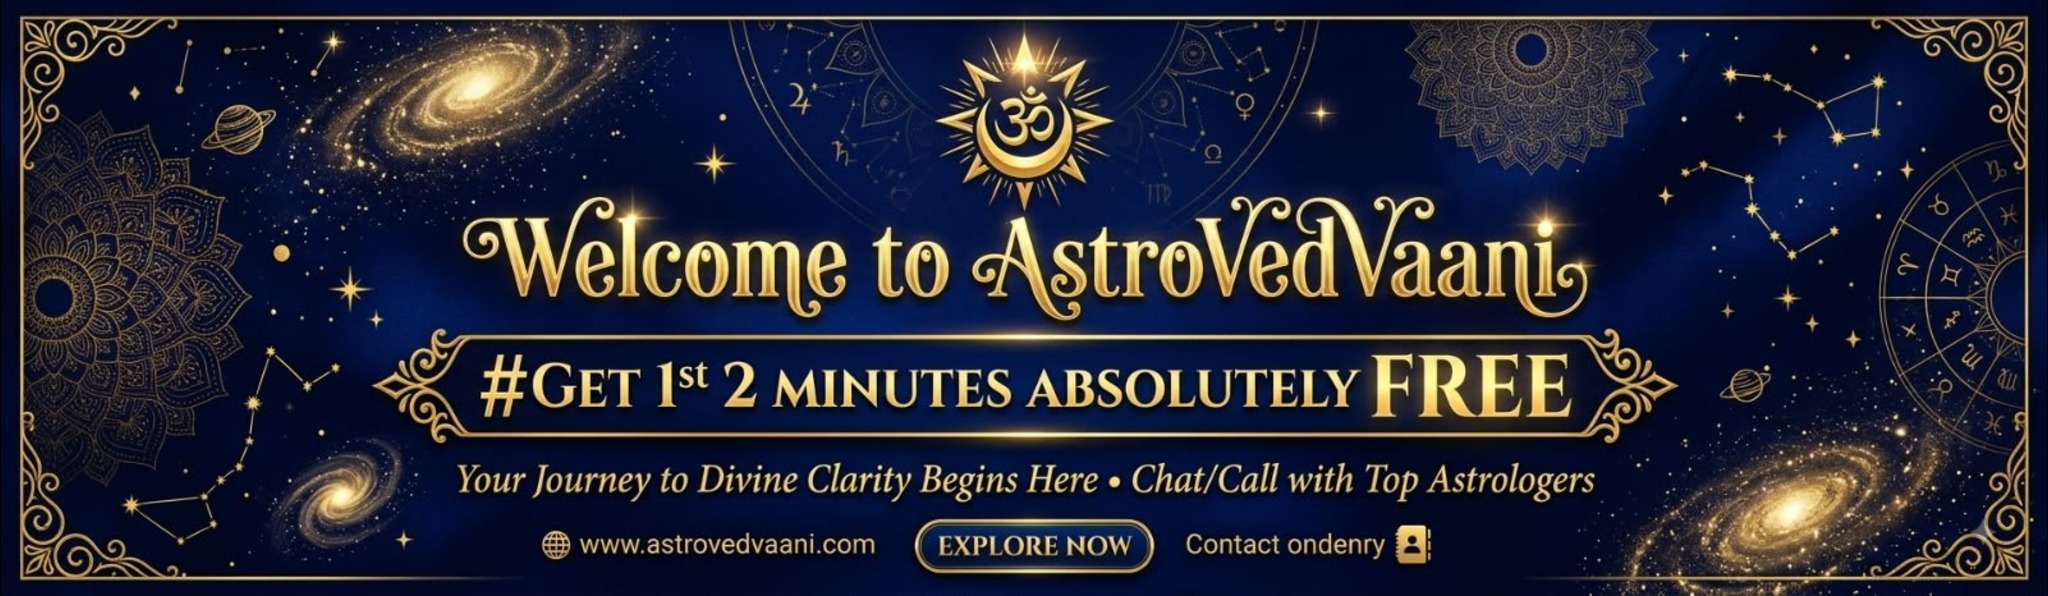 ॐ
Welcome to AstroVedVaani
#GET 1st 2 MINUTES ABSOLUTELY FREE
Your Journey to Divine Clarity Begins Here • Chat/Call with Top Astrologers
www.astrovedvaani.com
EXPLORE NOW
Contact ondenry